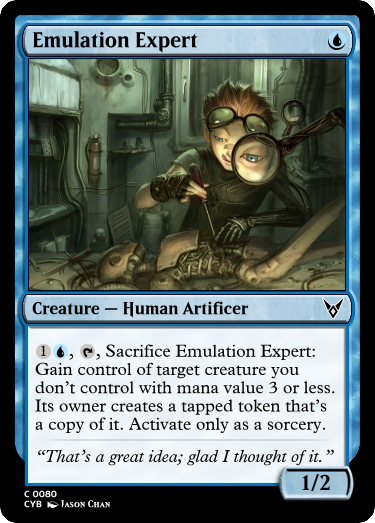 Emulation Expert
Creature — Human Artificer
1 , , Sacrifice Emulation Expert:
Gain control of target creature you
don't control with mana value 3 or less.
Its owner creates a tapped token that's
a copy of it. Activate only as a sorcery.
“That's a great idea; glad I thought of it.”
1/2
C 0080
CYB Jason Chan